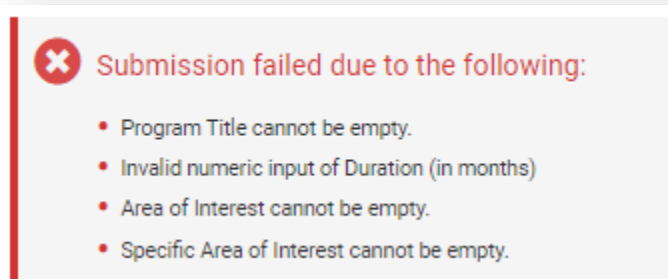 Submission failed due to the following:
• Program Title cannot be empty.
• Invalid numeric input of Duration (in months)
• Area of Interest cannot be empty.
• Specific Area of Interest cannot be empty.